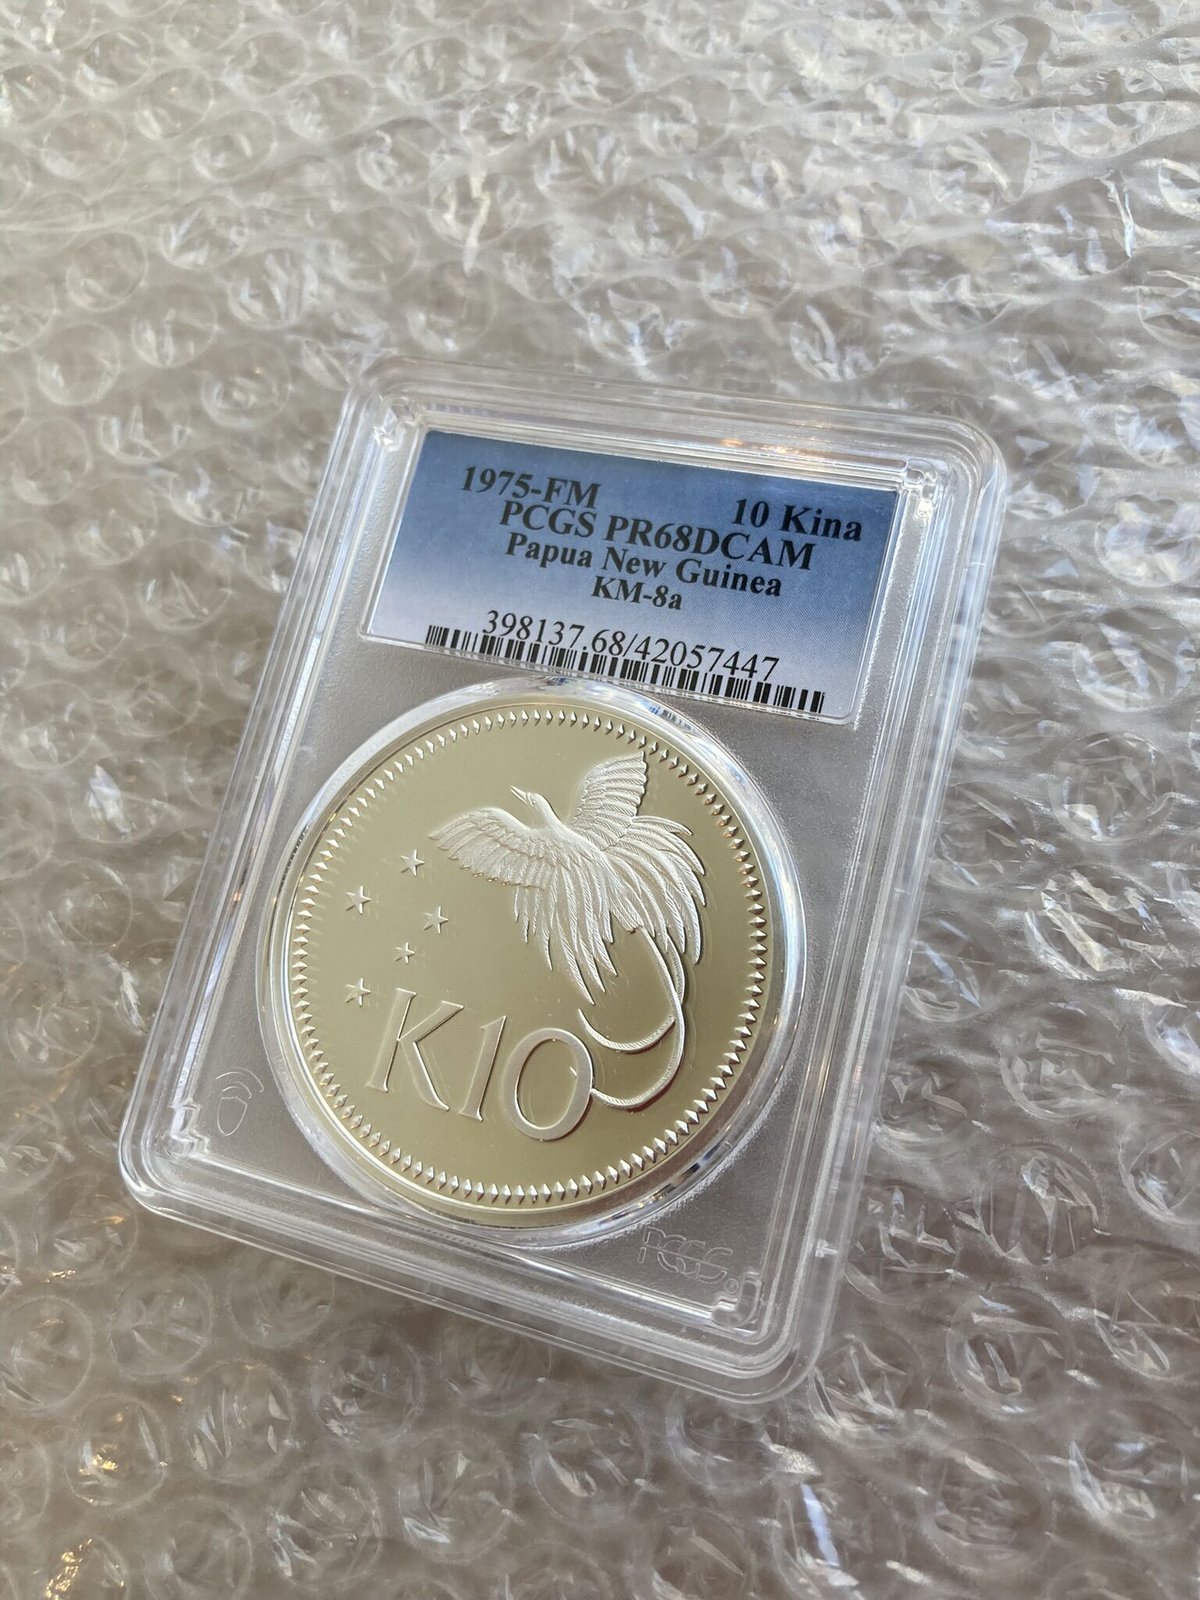 1975-FM 10 Kina
PCGS PR68DCAM
Papua New Guinea
KM-8a
398137.68/42057447
K10
PCGS